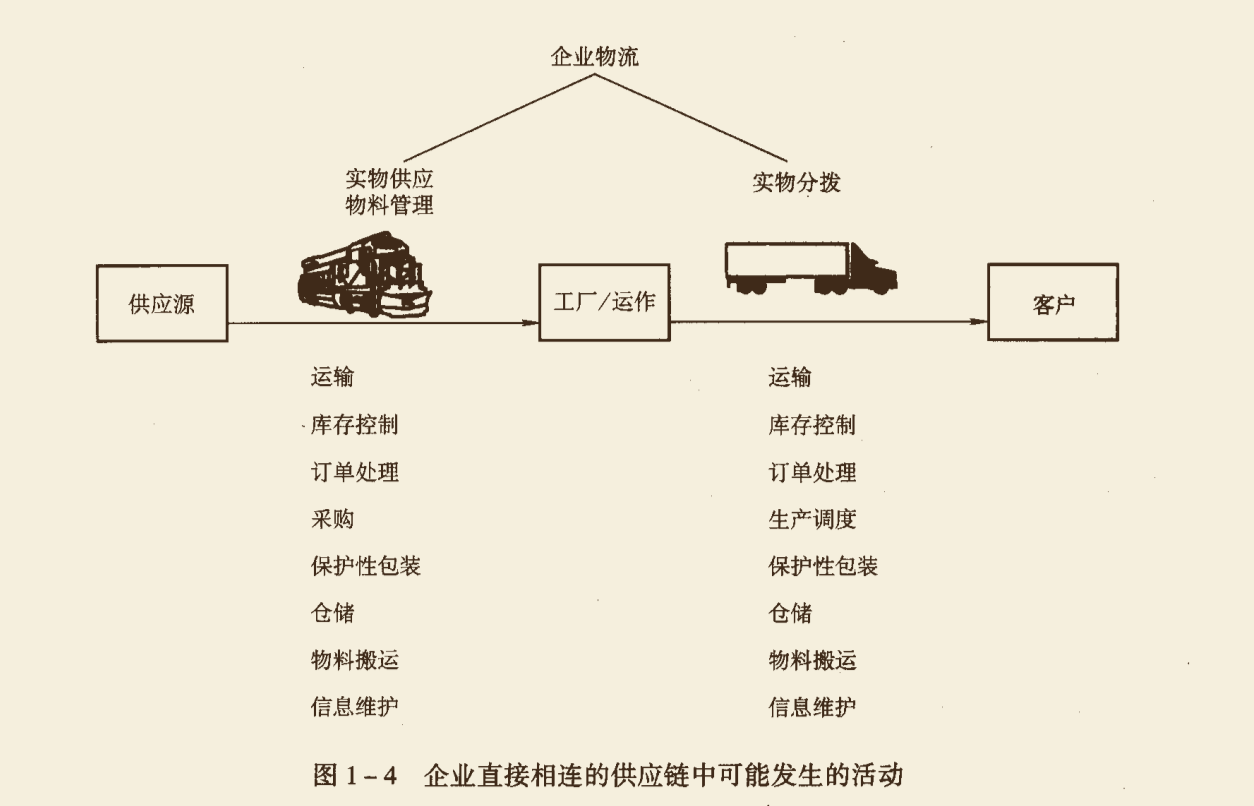 企业物流
实物供应
物料管理
实物分拨
供应源
工厂/运作
客户
运输
库存控制
订单处理
采购
保护性包装
仓储
物料搬运
信息维护
运输
库存控制
订单处理
生产调度
保护性包装
仓储
物料搬运
信息维护
图 1-4 企业直接相连的供应链中可能发生的活动